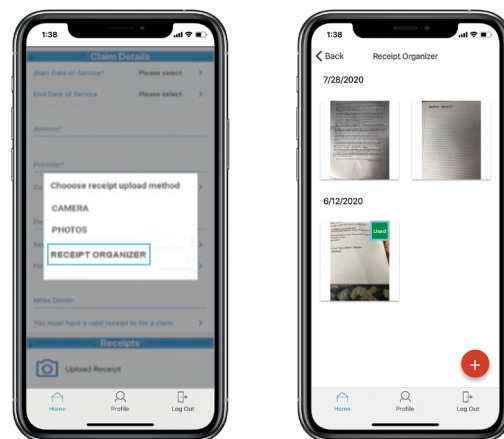 1:38
Claim Details
Start Date of Service* Please select
End Date of Service Please select
Amount*
Provider*
Choose receipt upload method
CAMERA
PHOTOS
RECEIPT ORGANIZER
Miles Driven
You must have a valid receipt to file a claim
Receipts
Upload Receipt
Home Profile Log Out
1:38
Back Receipt Organizer
7/28/2020
6/12/2020
Used
Home Profile Log Out